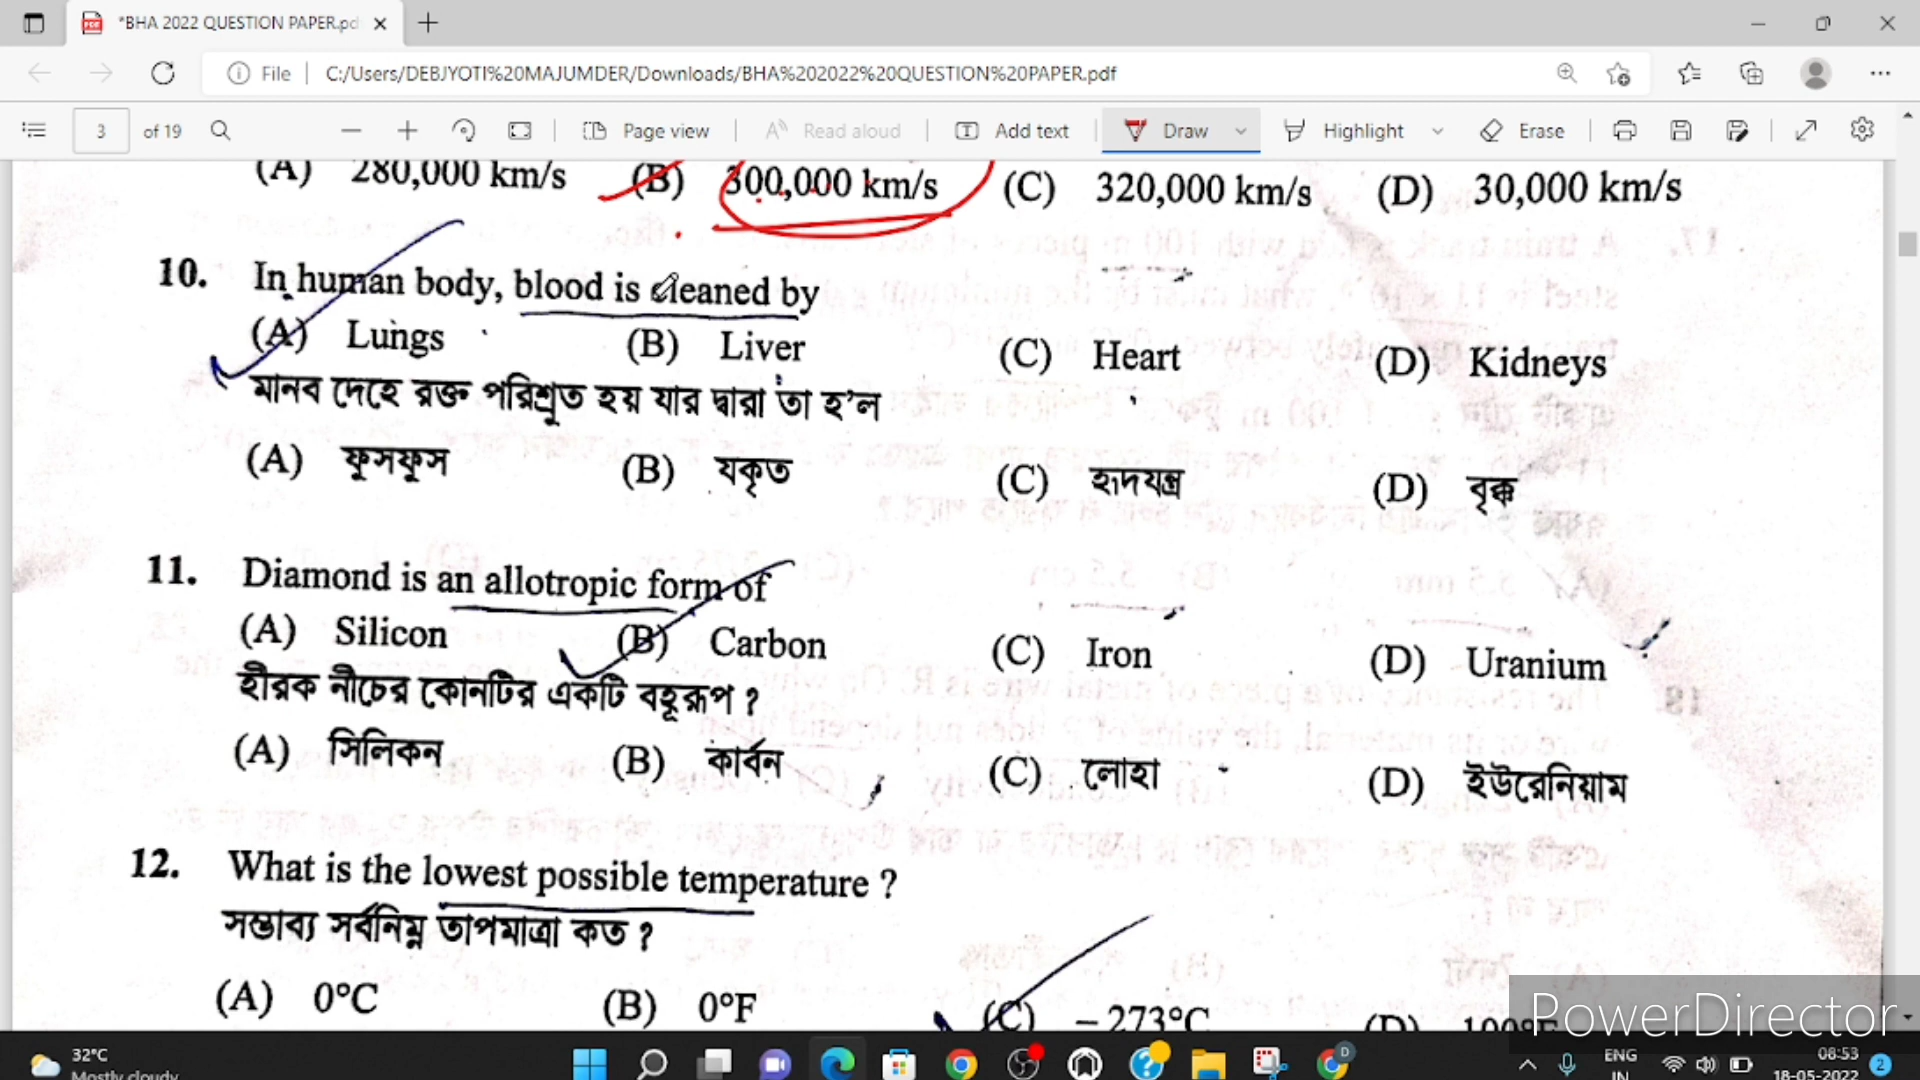 *BHA 2022 QUESTION PAPER.pd
File C:/Users/DEBJYOTI%20MAJUMDER/Downloads/BHA%202022%20QUESTION%20PAPER.pdf
3 of 19 Page view Read aloud Add text Draw Highlight Erase
(A) 280,000 km/s (B) 300,000 km/s (C) 320,000 km/s (D) 30,000 km/s
10. In human body, blood is cleaned by
(A) Lungs (B) Liver (C) Heart (D) Kidneys
মানব দেহে রক্ত পরিশ্রুত হয় যার দ্বারা তা হ'ল
(A) ফুসফুস (B) যকৃত (C) হৃদযন্ত্র (D) বৃক্ক
11. Diamond is an allotropic form of
(A) Silicon (B) Carbon (C) Iron (D) Uranium
হীরক নীচের কোনটির একটি বহুরূপ ?
(A) সিলিকন (B) কার্বন (C) লোহা (D) ইউরেনিয়াম
12. What is the lowest possible temperature ?
সম্ভাব্য সর্বনিম্ন তাপমাত্রা কত ?
(A) 0°C (B) 0°F (C) – 273°C (D) 100°F
PowerDirector
32°C
Mostly cloudy
ENG
IN
08:53
18-05-2022
2